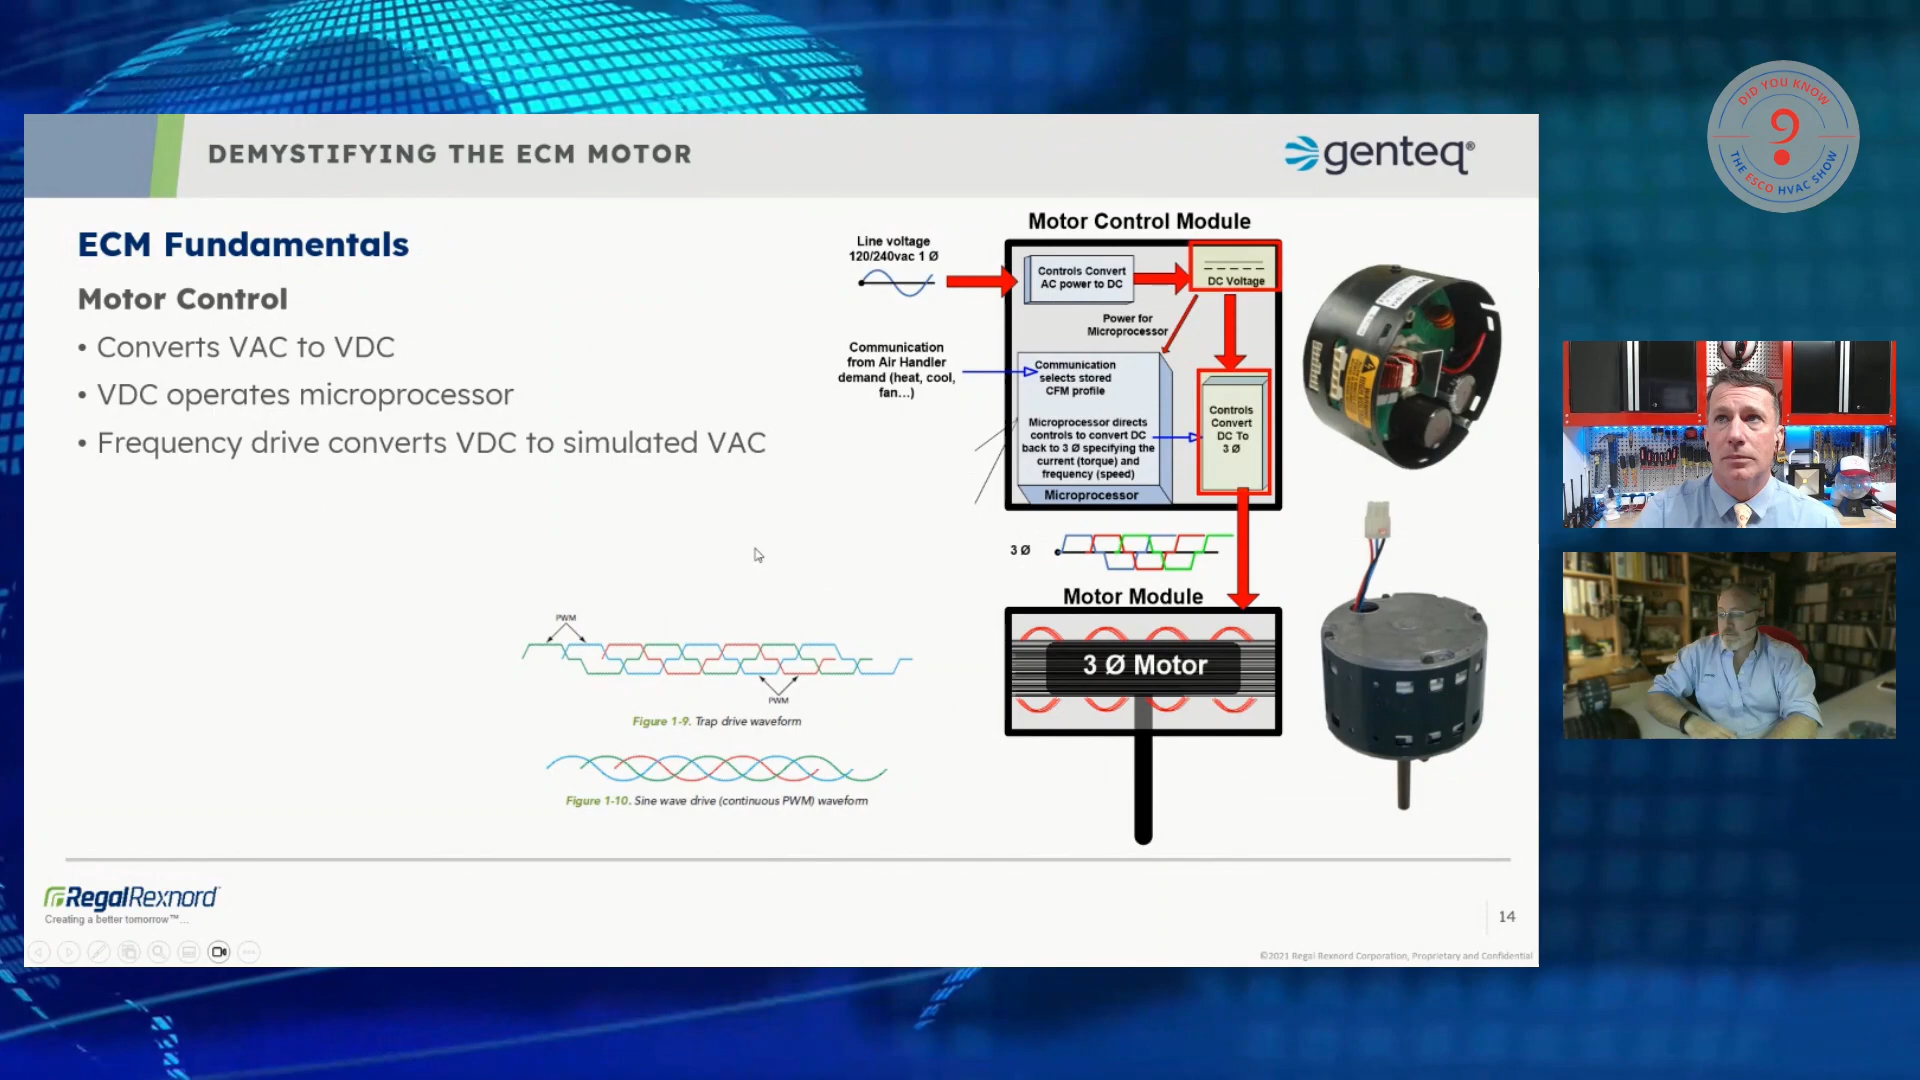 DID YOU KNOW
?
THE ESCO HVAC SHOW
DEMYSTIFYING THE ECM MOTOR
genteq®
ECM Fundamentals
Motor Control
• Converts VAC to VDC
• VDC operates microprocessor
• Frequency drive converts VDC to simulated VAC
Motor Control Module
Line voltage
120/240vac 1 Ø
Controls Convert
AC power to DC
DC Voltage
Power for
Microprocessor
Communication
from Air Handler
demand (heat, cool,
fan...)
Communication
selects stored
CFM profile
Microprocessor directs
controls to convert DC
back to 3 Ø specifying the
current (torque) and
frequency (speed)
Microprocessor
Controls
Convert
DC To
3 Ø
3 Ø
Motor Module
3 Ø Motor
PWM
PWM
Figure 1-9. Trap drive waveform
Figure 1-10. Sine wave drive (continuous PWM) waveform
RegalRexnord
Creating a better tomorrow™...
14
©2021 Regal Rexnord Corporation, Proprietary and Confidential